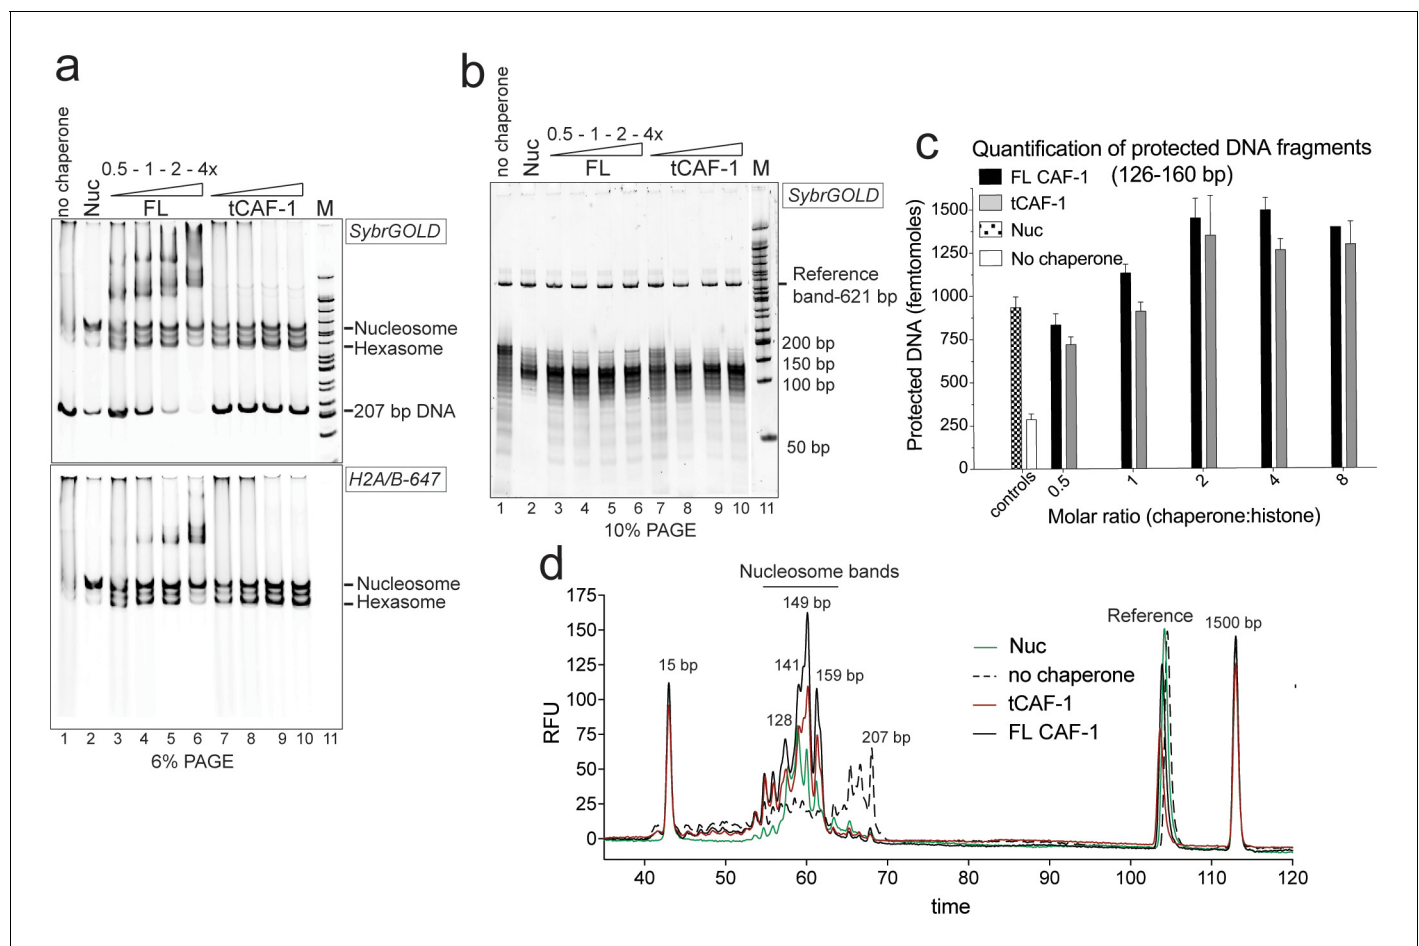 a
no chaperone
Nuc
0.5 - 1 - 2 - 4x
FL
tCAF-1
M
SybrGOLD
Nucleosome
Hexasome
207 bp DNA
H2A/B-647
Nucleosome
Hexasome
1 2 3 4 5 6 7 8 9 10 11
6% PAGE
b
no chaperone
Nuc
0.5 - 1 - 2 - 4x
FL
tCAF-1
M
SybrGOLD
Reference
band-621 bp
200 bp
150 bp
100 bp
50 bp
1 2 3 4 5 6 7 8 9 10 11
10% PAGE
c
Quantification of protected DNA fragments
(126-160 bp)
FL CAF-1
tCAF-1
Nuc
No chaperone
Protected DNA (femtomoles)
1500
1250
1000
750
500
250
0
controls
0.5
1
2
4
8
Molar ratio (chaperone:histone)
d
Nucleosome bands
149 bp
15 bp
141
159 bp
128
207 bp
Reference
1500 bp
Nuc
no chaperone
tCAF-1
FL CAF-1
RFU
175
150
125
100
75
50
25
0
40 50 60 70 80 90 100 110 120
time